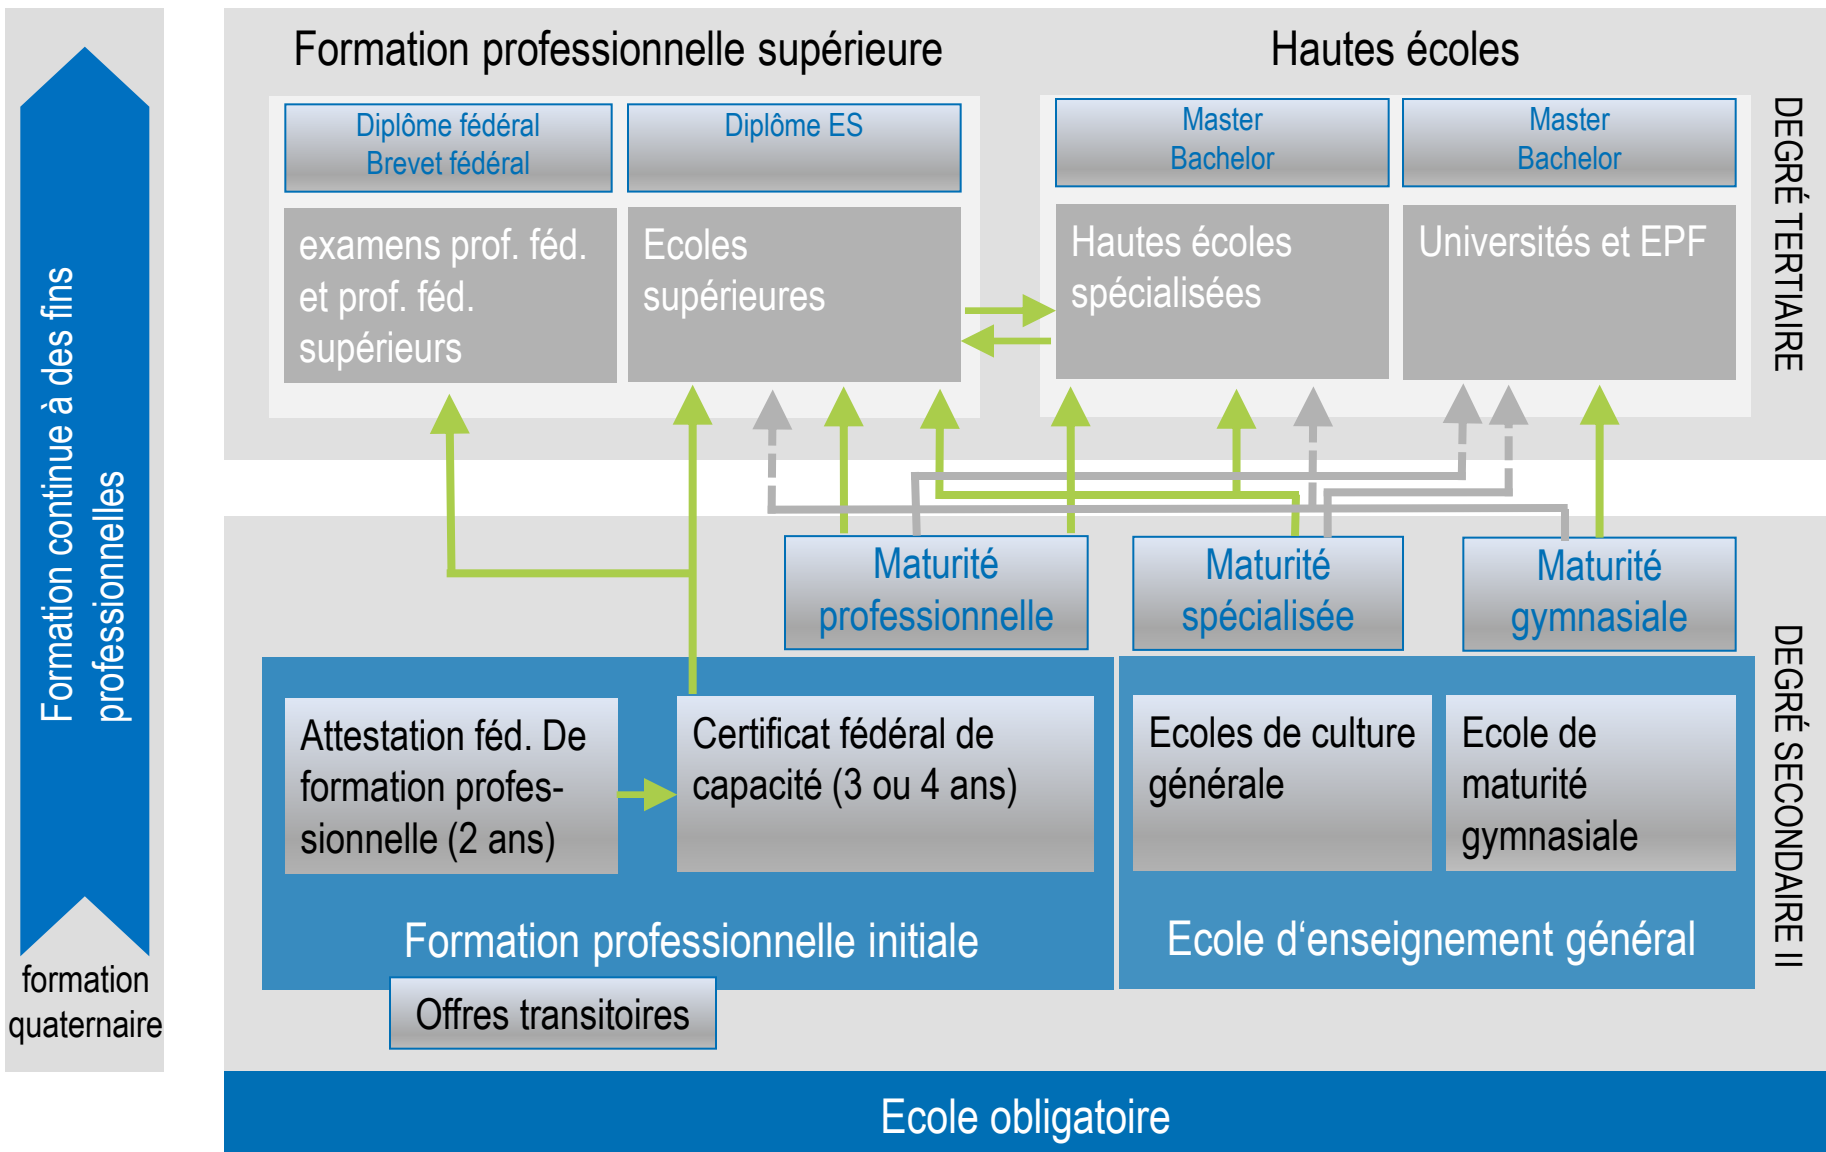 Formation professionnelle supérieure
Hautes écoles
Diplôme fédéral
Brevet fédéral
Diplôme ES
Master
Bachelor
Master
Bachelor
examens prof. féd.
et prof. féd.
supérieurs
Ecoles
supérieures
Hautes écoles
spécialisées
Universités et EPF
DEGRÉ TERTIAIRE
Formation continue à des fins
professionnelles
formation
quaternaire
Maturité
professionnelle
Maturité
spécialisée
Maturité
gymnasiale
Attestation féd. De
formation profes-
sionnelle (2 ans)
Certificat fédéral de
capacité (3 ou 4 ans)
Ecoles de culture
générale
Ecole de
maturité
gymnasiale
DEGRÉ SECONDAIRE II
Formation professionnelle initiale
Ecole d‘enseignement général
Offres transitoires
Ecole obligatoire